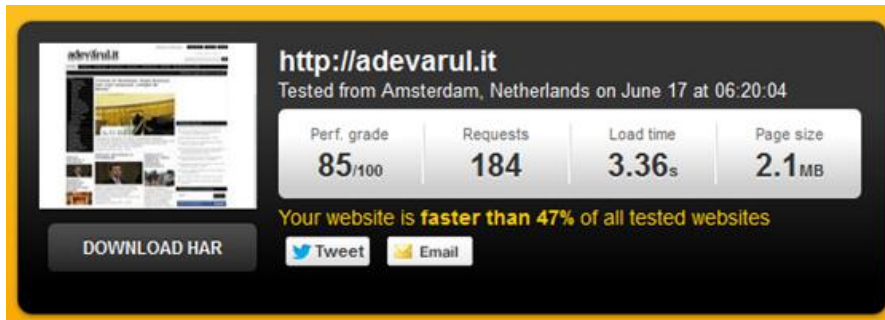 adevărul.it
http://adevarul.it
Tested from Amsterdam, Netherlands on June 17 at 06:20:04
Perf. grade Requests Load time Page size
85/100 184 3.36s 2.1MB
Your website is faster than 47% of all tested websites
DOWNLOAD HAR
Tweet Email